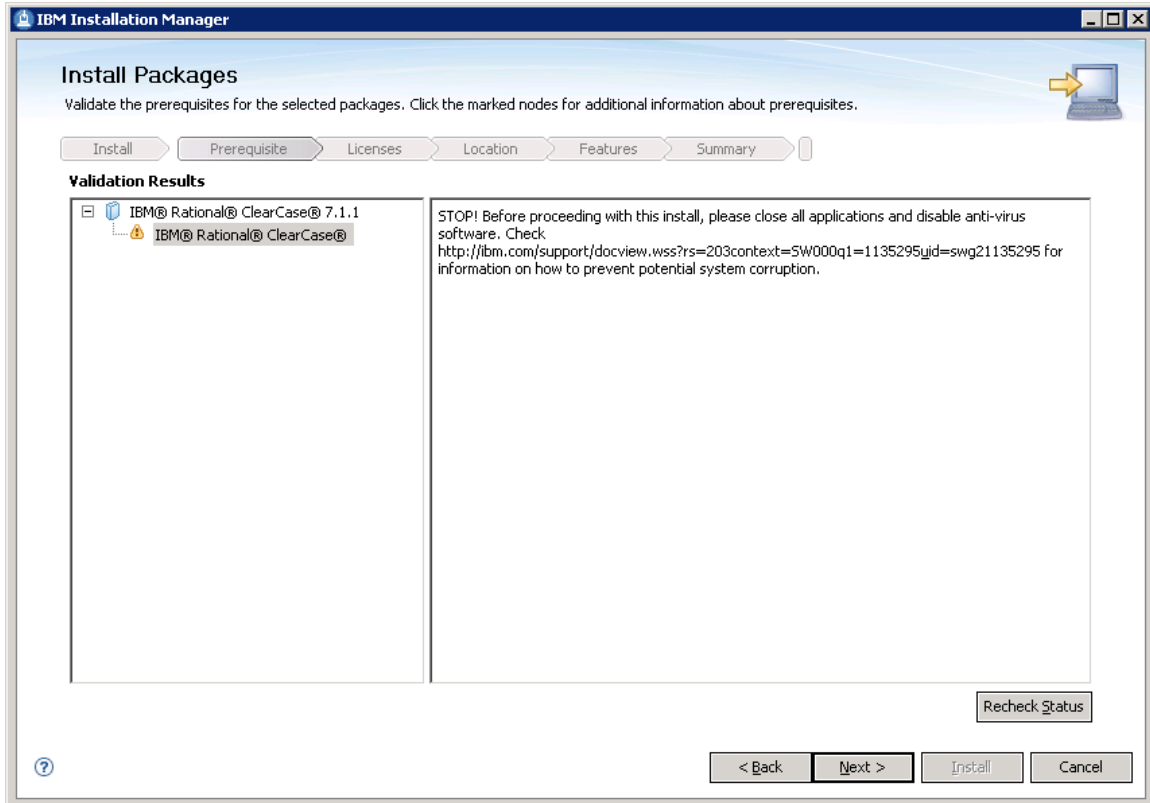 IBM Installation Manager
Install Packages
Validate the prerequisites for the selected packages. Click the marked nodes for additional information about prerequisites.
Install
Prerequisite
Licenses
Location
Features
Summary
Validation Results
IBM® Rational® ClearCase® 7.1.1
IBM® Rational® ClearCase®
STOP! Before proceeding with this install, please close all applications and disable anti-virus
software. Check
http://ibm.com/support/docview.wss?rs=203context=SW000q1=1135295uid=swg21135295 for
information on how to prevent potential system corruption.
Recheck Status
?
< Back
Next >
Install
Cancel